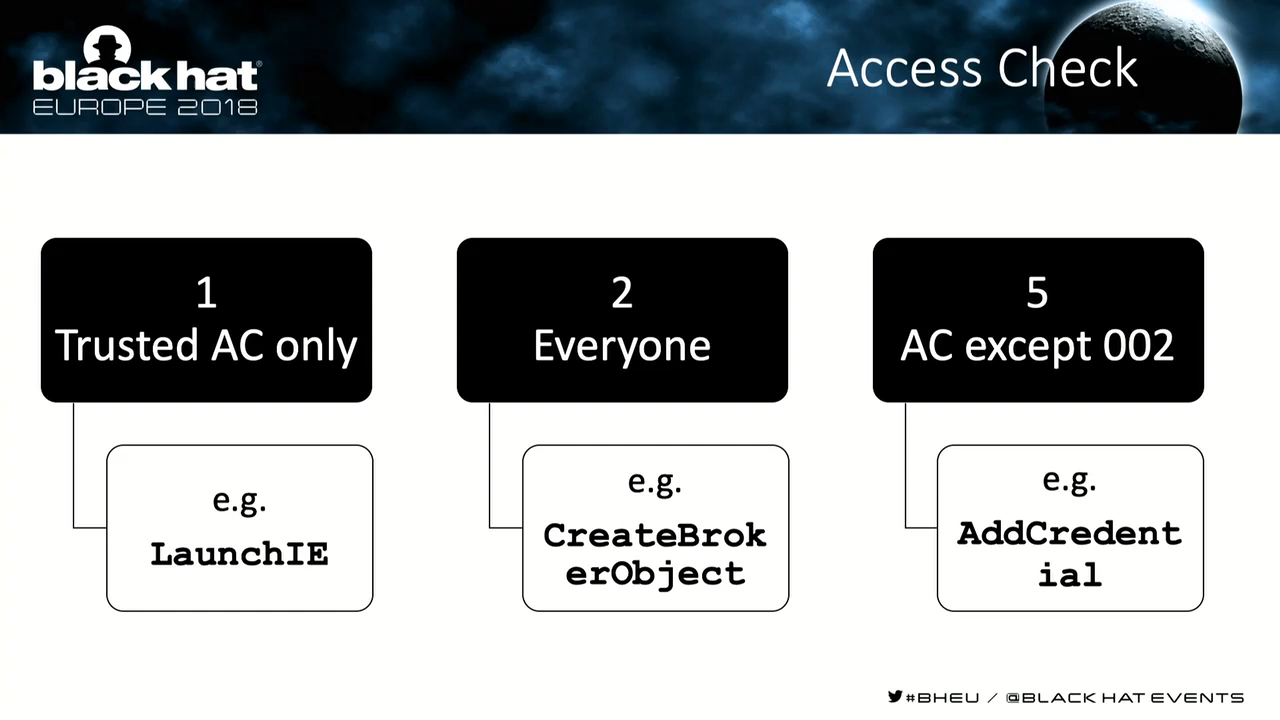 black hat®
EUROPE 2018
Access Check
1
Trusted AC only
e.g.
LaunchIE
2
Everyone
e.g.
CreateBrok
erObject
5
AC except 002
e.g.
AddCredent
ial
#BHEU / @BLACK HAT EVENTS